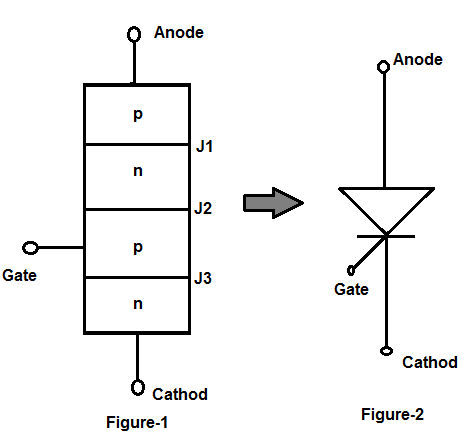 Anode
p
J1
n
J2
p
Gate
J3
n
Cathod
Figure-1
Anode
Gate
Cathod
Figure-2